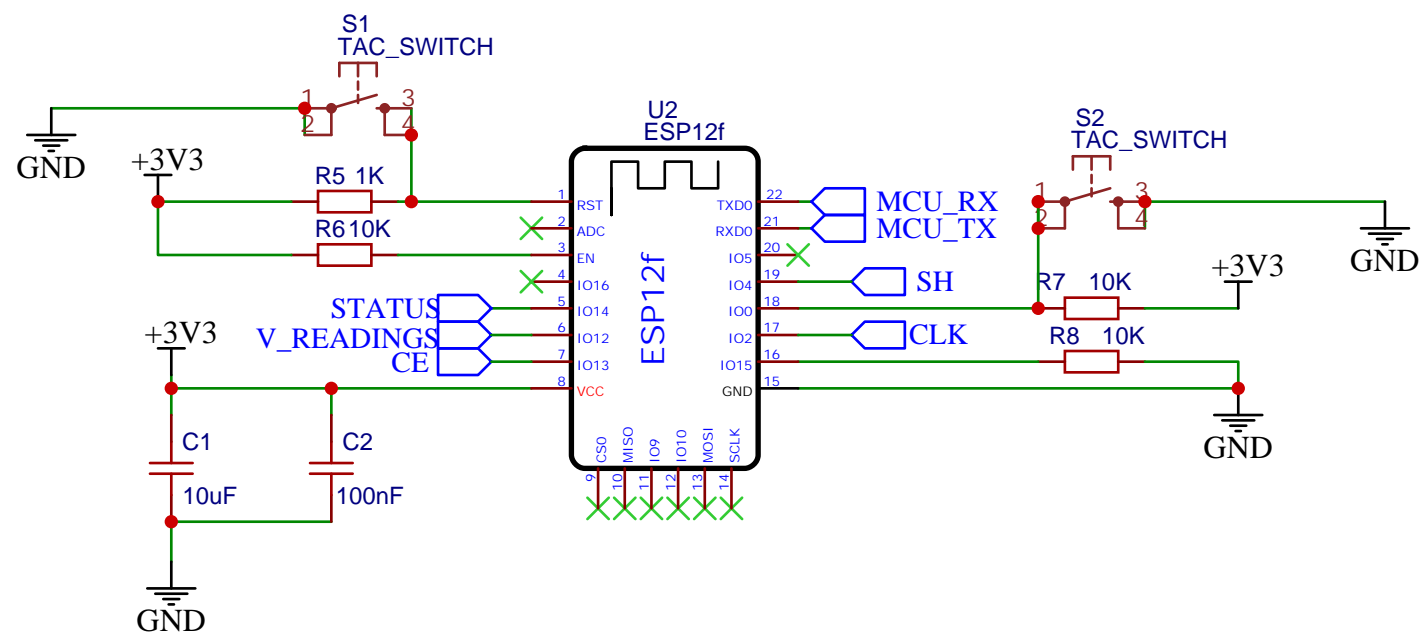 S1
TAC_SWITCH
1
2
3
4
GND
+3V3
R5 1K
R6 10K
U2
ESP12f
ESP12f
1 RST
2 ADC
3 EN
4 IO16
5 IO14
6 IO12
7 IO13
8 VCC
STATUS
V_READINGS
CE
9 CS0
10 MISO
11 IO9
12 IO10
13 MOSI
14 SCLK
TXD0 22
RXD0 21
IO5 20
IO4 19
IO0 18
IO2 17
IO15 16
GND 15
MCU_RX
MCU_TX
SH
CLK
S2
TAC_SWITCH
1
2
3
4
GND
R7 10K
+3V3
R8 10K
GND
+3V3
C1
10uF
C2
100nF
GND